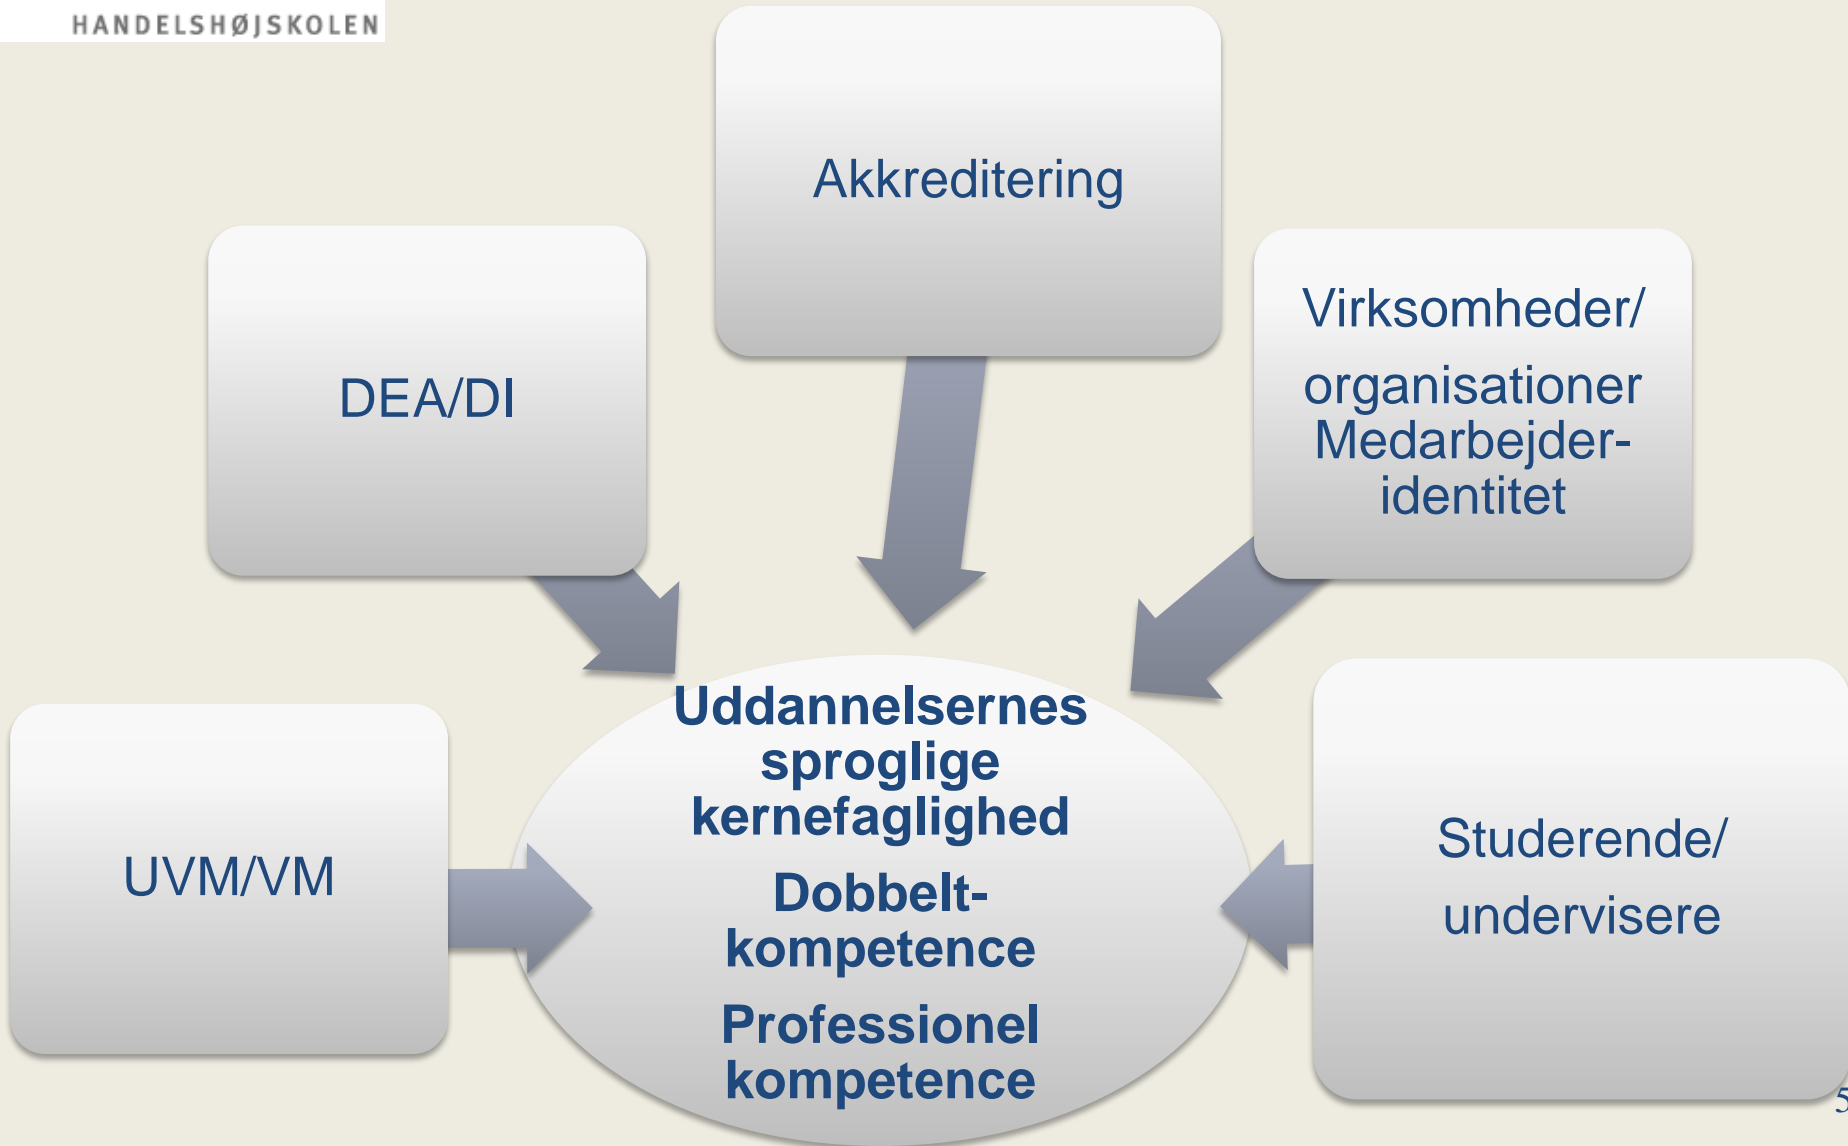 HANDELSHØJSKOLEN
Akkreditering
DEA/DI
Virksomheder/
organisationer
Medarbejder-
identitet
UVM/VM
Uddannelsernes
sproglige
kernefaglighed
Dobbelt-
kompetence
Professionel
kompetence
Studerende/
undervisere
5